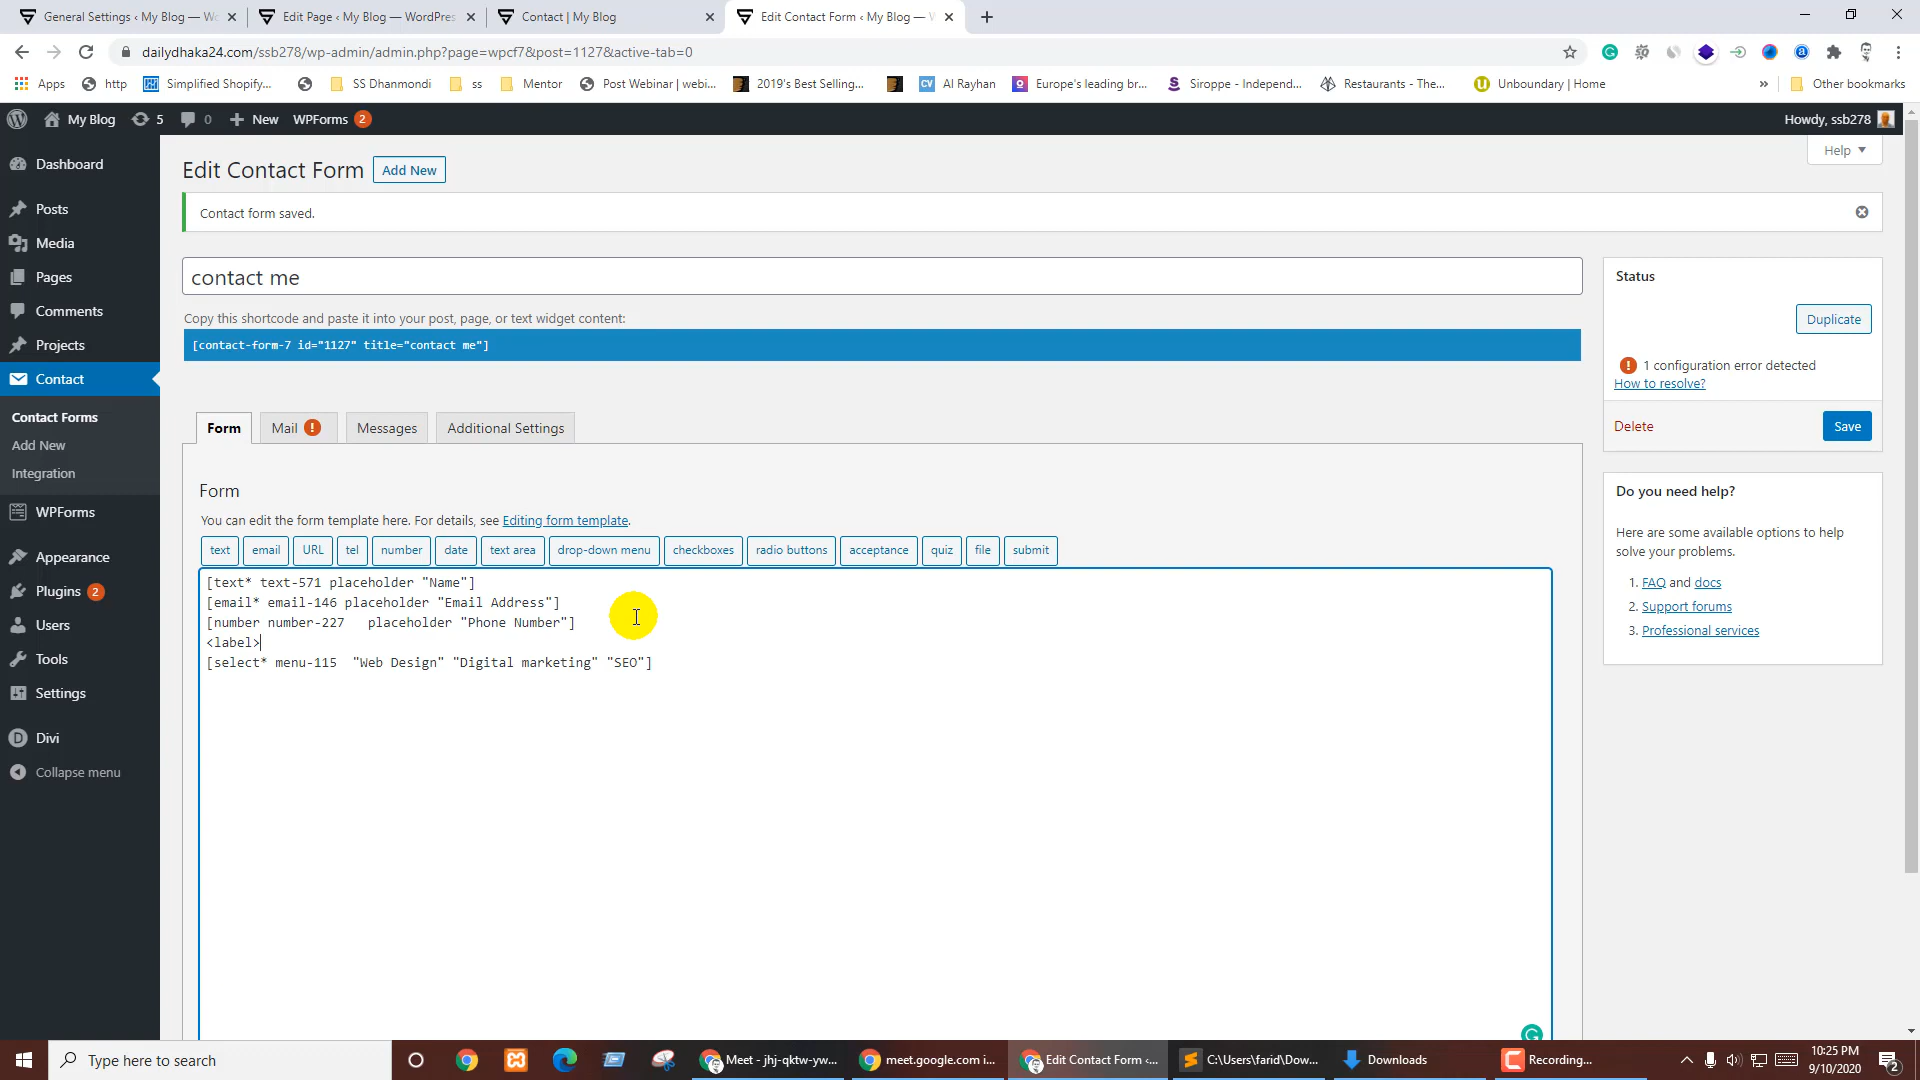 General Settings ‹ My Blog — Wo
Edit Page ‹ My Blog — WordPres
Contact | My Blog
Edit Contact Form ‹ My Blog — W
dailydhaka24.com/ssb278/wp-admin/admin.php?page=wpcf7&post=1127&active-tab=0
Apps
http
Simplified Shopify...
SS Dhanmondi
ss
Mentor
Post Webinar | webi...
2019's Best Selling...
CV
Al Rayhan
Europe's leading br...
Siroppe - Independ...
Restaurants - The...
Unboundary | Home
»
Other bookmarks
My Blog
5
0
New
WPForms 2
Howdy, ssb278
Dashboard
Posts
Media
Pages
Comments
Projects
Contact
Contact Forms
Add New
Integration
WPForms
Appearance
Plugins 2
Users
Tools
Settings
Divi
Collapse menu
Help
Edit Contact Form
Add New
Contact form saved.
contact me
Copy this shortcode and paste it into your post, page, or text widget content:
[contact-form-7 id="1127" title="contact me"]
Form
Mail
Messages
Additional Settings
Form
You can edit the form template here. For details, see Editing form template.
text
email
URL
tel
number
date
text area
drop-down menu
checkboxes
radio buttons
acceptance
quiz
file
submit
[text* text-571 placeholder "Name"]
[email* email-146 placeholder "Email Address"]
[number number-227   placeholder "Phone Number"]
<label>
[select* menu-115  "Web Design" "Digital marketing" "SEO"]
Status
Duplicate
1 configuration error detected
How to resolve?
Delete
Save
Do you need help?
Here are some available options to help
solve your problems.
1. FAQ and docs
2. Support forums
3. Professional services
Type here to search
Meet - jhj-qktw-yw...
meet.google.com i...
Edit Contact Form ‹...
C:\Users\farid\Dow...
Downloads
Recording...
10:25 PM
9/10/2020
2